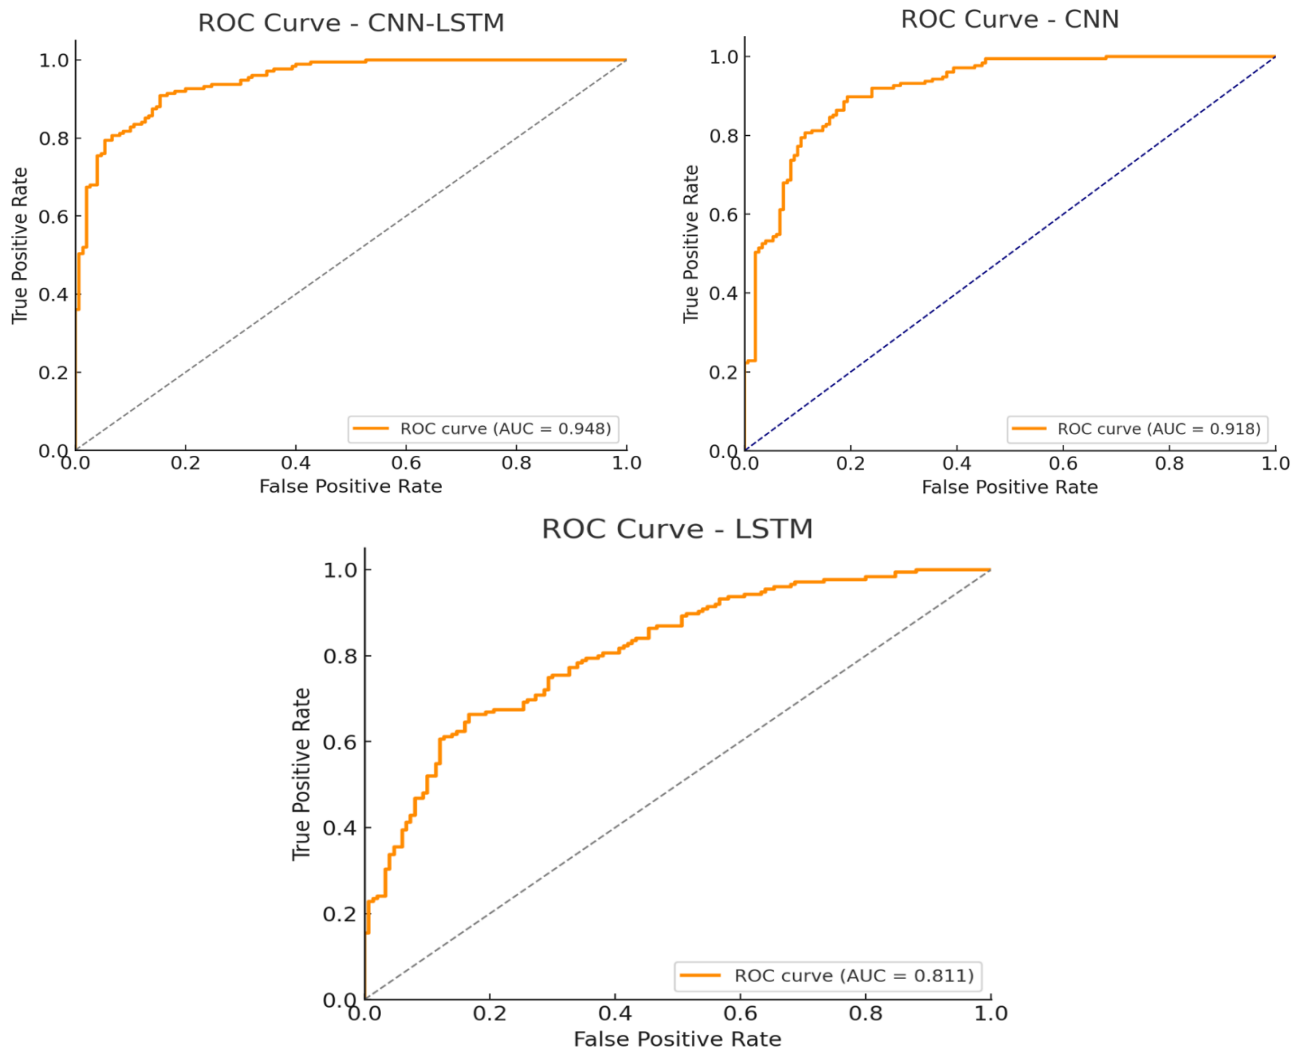 ROC Curve - CNN-LSTM
True Positive Rate
1.0
0.8
0.6
0.4
0.2
0.0
0.0 0.2 0.4 0.6 0.8 1.0
False Positive Rate
ROC curve (AUC = 0.948)
ROC Curve - CNN
True Positive Rate
1.0
0.8
0.6
0.4
0.2
0.0
0.0 0.2 0.4 0.6 0.8 1.0
False Positive Rate
ROC curve (AUC = 0.918)
ROC Curve - LSTM
True Positive Rate
1.0
0.8
0.6
0.4
0.2
0.0
0.0 0.2 0.4 0.6 0.8 1.0
False Positive Rate
ROC curve (AUC = 0.811)